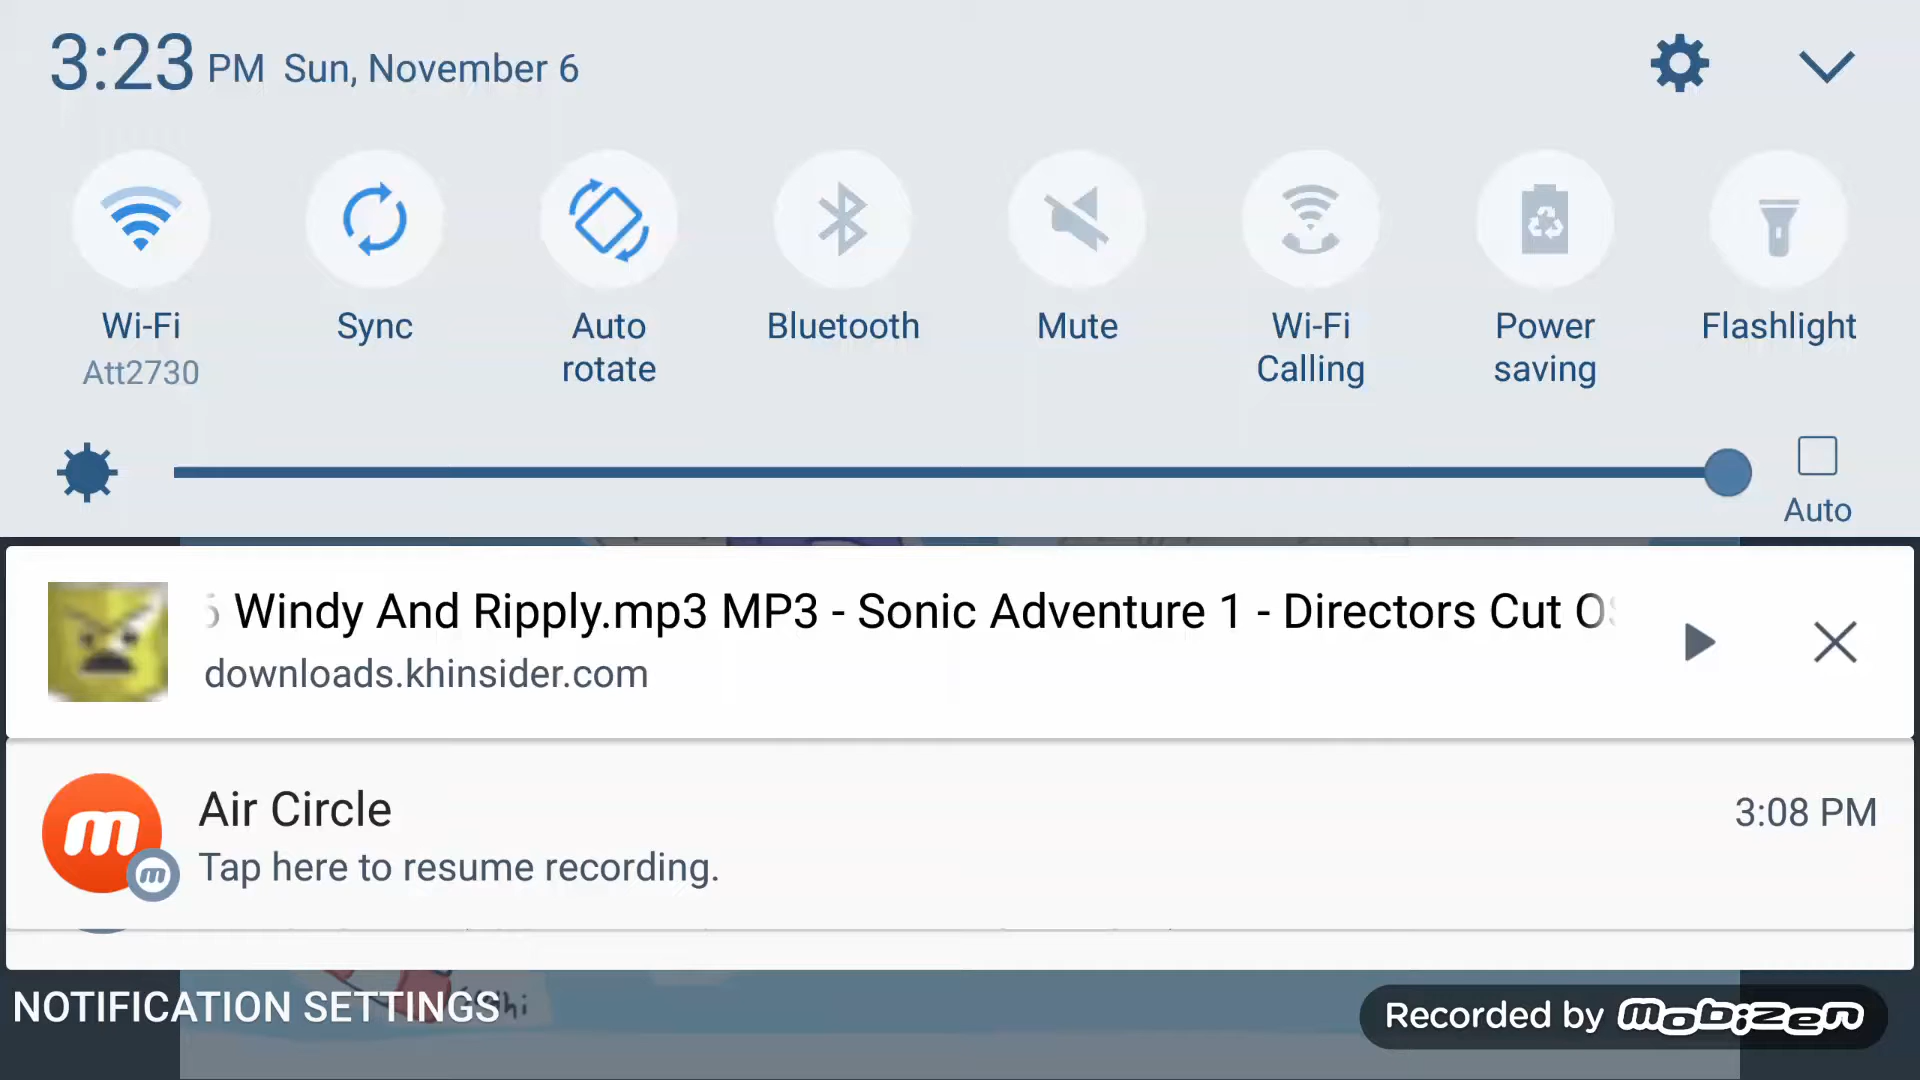 3:23 PM Sun, November 6
Wi-Fi
Att2730
Sync
Auto
rotate
Bluetooth
Mute
Wi-Fi
Calling
Power
saving
Flashlight
Auto
Windy And Ripply.mp3 MP3 - Sonic Adventure 1 - Directors Cut
downloads.khinsider.com
Air Circle
3:08 PM
Tap here to resume recording.
NOTIFICATION SETTINGS
Recorded by mobizen